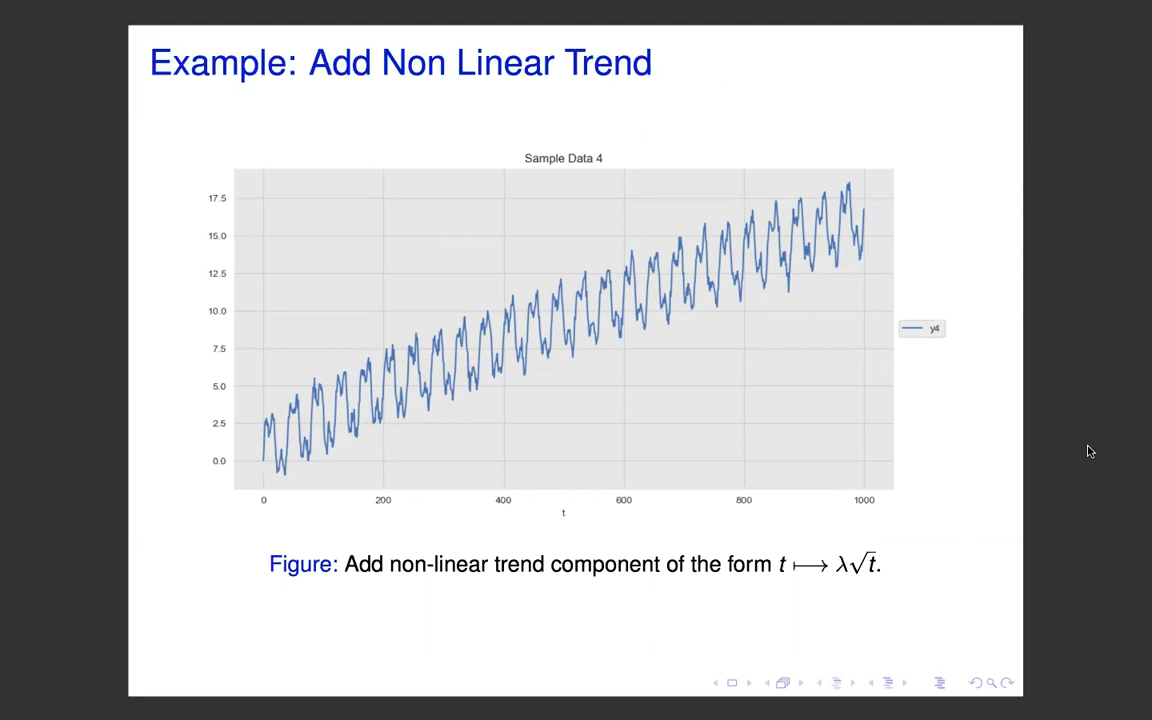 Example: Add Non Linear Trend
Sample Data 4
17.5
15.0
12.5
10.0
7.5
5.0
2.5
0.0
y4
0 200 400 600 800 1000
t
Figure: Add non-linear trend component of the form t ⟼ λ√t.